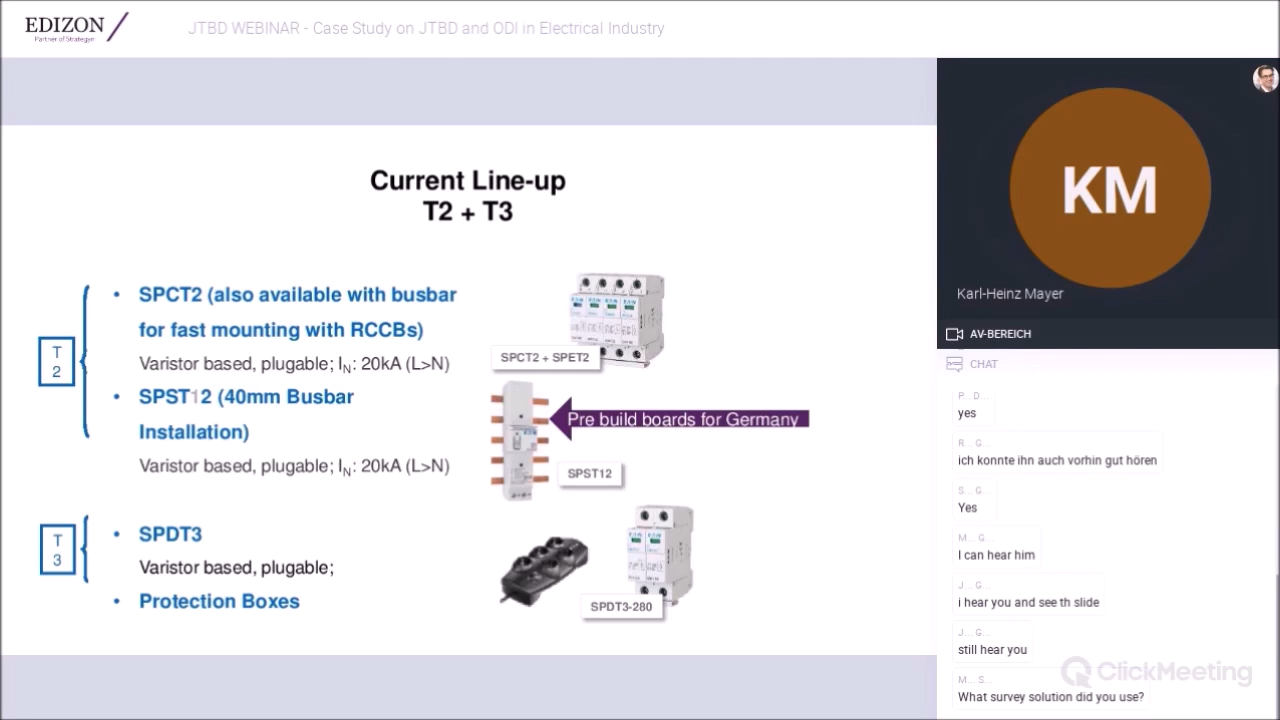 EDIZON
Partner of Strategyn
JTBD WEBINAR - Case Study on JTBD and ODI in Electrical Industry
Current Line-up
T2 + T3
T
2
• SPCT2 (also available with busbar
for fast mounting with RCCBs)
Varistor based, plugable; IN: 20kA (L>N)
• SPST12 (40mm Busbar
Installation)
Varistor based, plugable; IN: 20kA (L>N)
T
3
• SPDT3
Varistor based, plugable;
• Protection Boxes
SPCT2 + SPET2
Pre build boards for Germany
SPST12
SPDT3-280
KM
Karl-Heinz Mayer
AV-BEREICH
CHAT
P... D...
yes
R... G...
ich konnte ihn auch vorhin gut hören
S... G...
Yes
M... G...
I can hear him
J... G...
i hear you and see th slide
J... G...
still hear you
M... S...
What survey solution did you use?
ClickMeeting